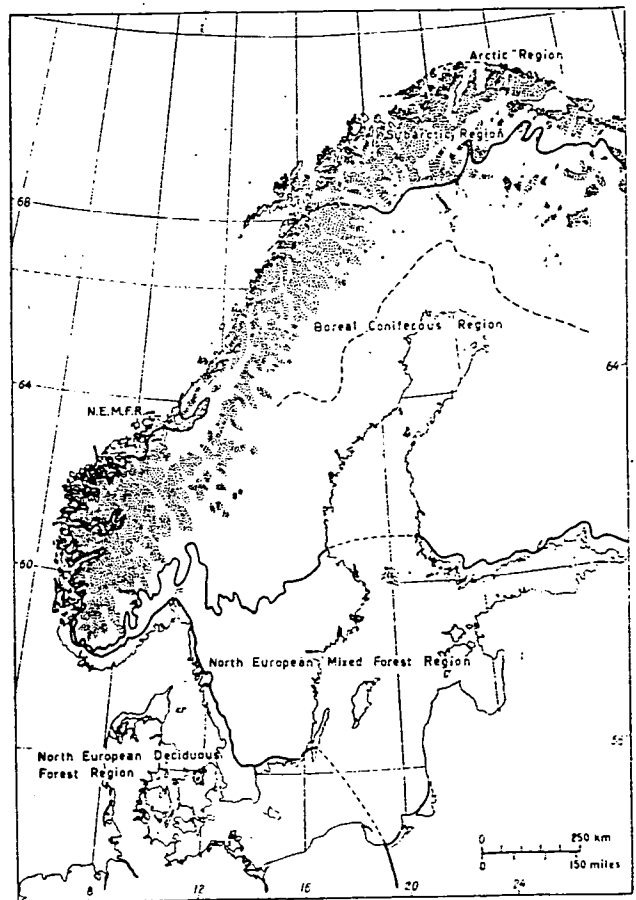 Arctic Region
Subarctic Region
68
Boreal Coniferous Region
64
64
N.E.M.F.R.
60
North European Mixed Forest Region
North European Deciduous
Forest Region
56
0 250 km
0 150 miles
8 12 16 20 24